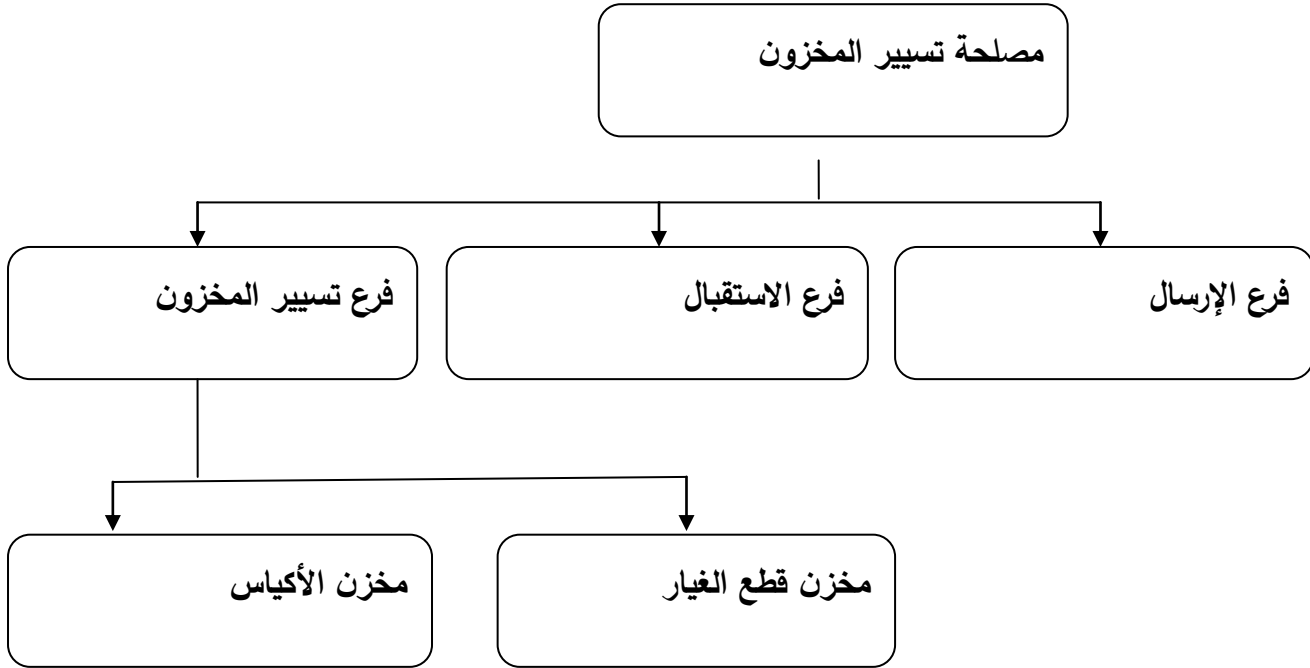 مصلحة تسيير المخزون
فرع الإرسال
فرع الاستقبال
فرع تسيير المخزون
مخزن قطع الغيار
مخزن الأكياس